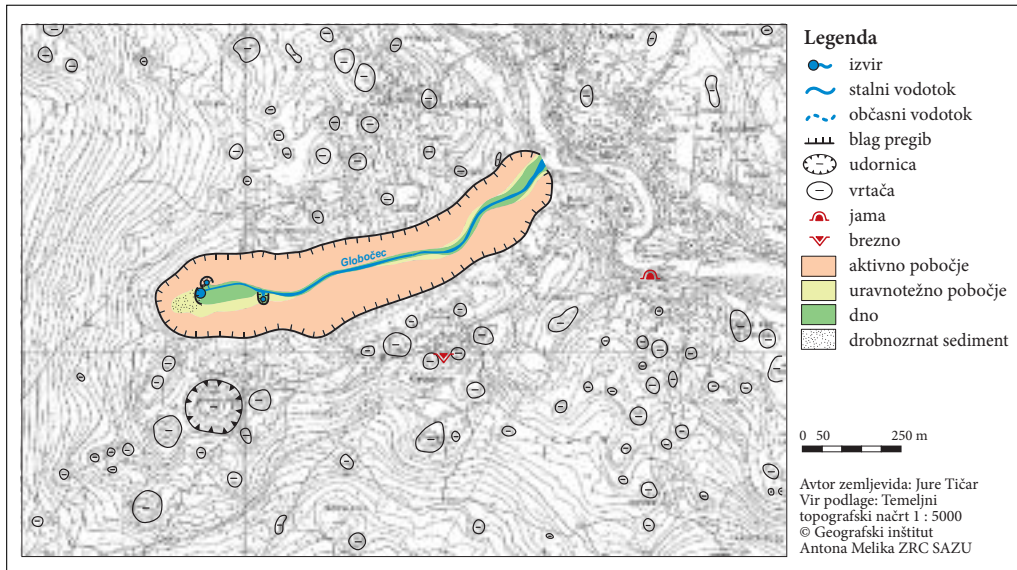 Globočec
Legenda
izvir
stalni vodotok
občasni vodotok
blag pregib
udornica
vrtača
jama
brezno
aktivno pobočje
uravnotežno pobočje
dno
drobnozrnat sediment
0 50 250 m
Avtor zemljevida: Jure Tičar
Vir podlage: Temeljni
topografski načrt 1 : 5000
© Geografski inštitut
Antona Melika ZRC SAZU